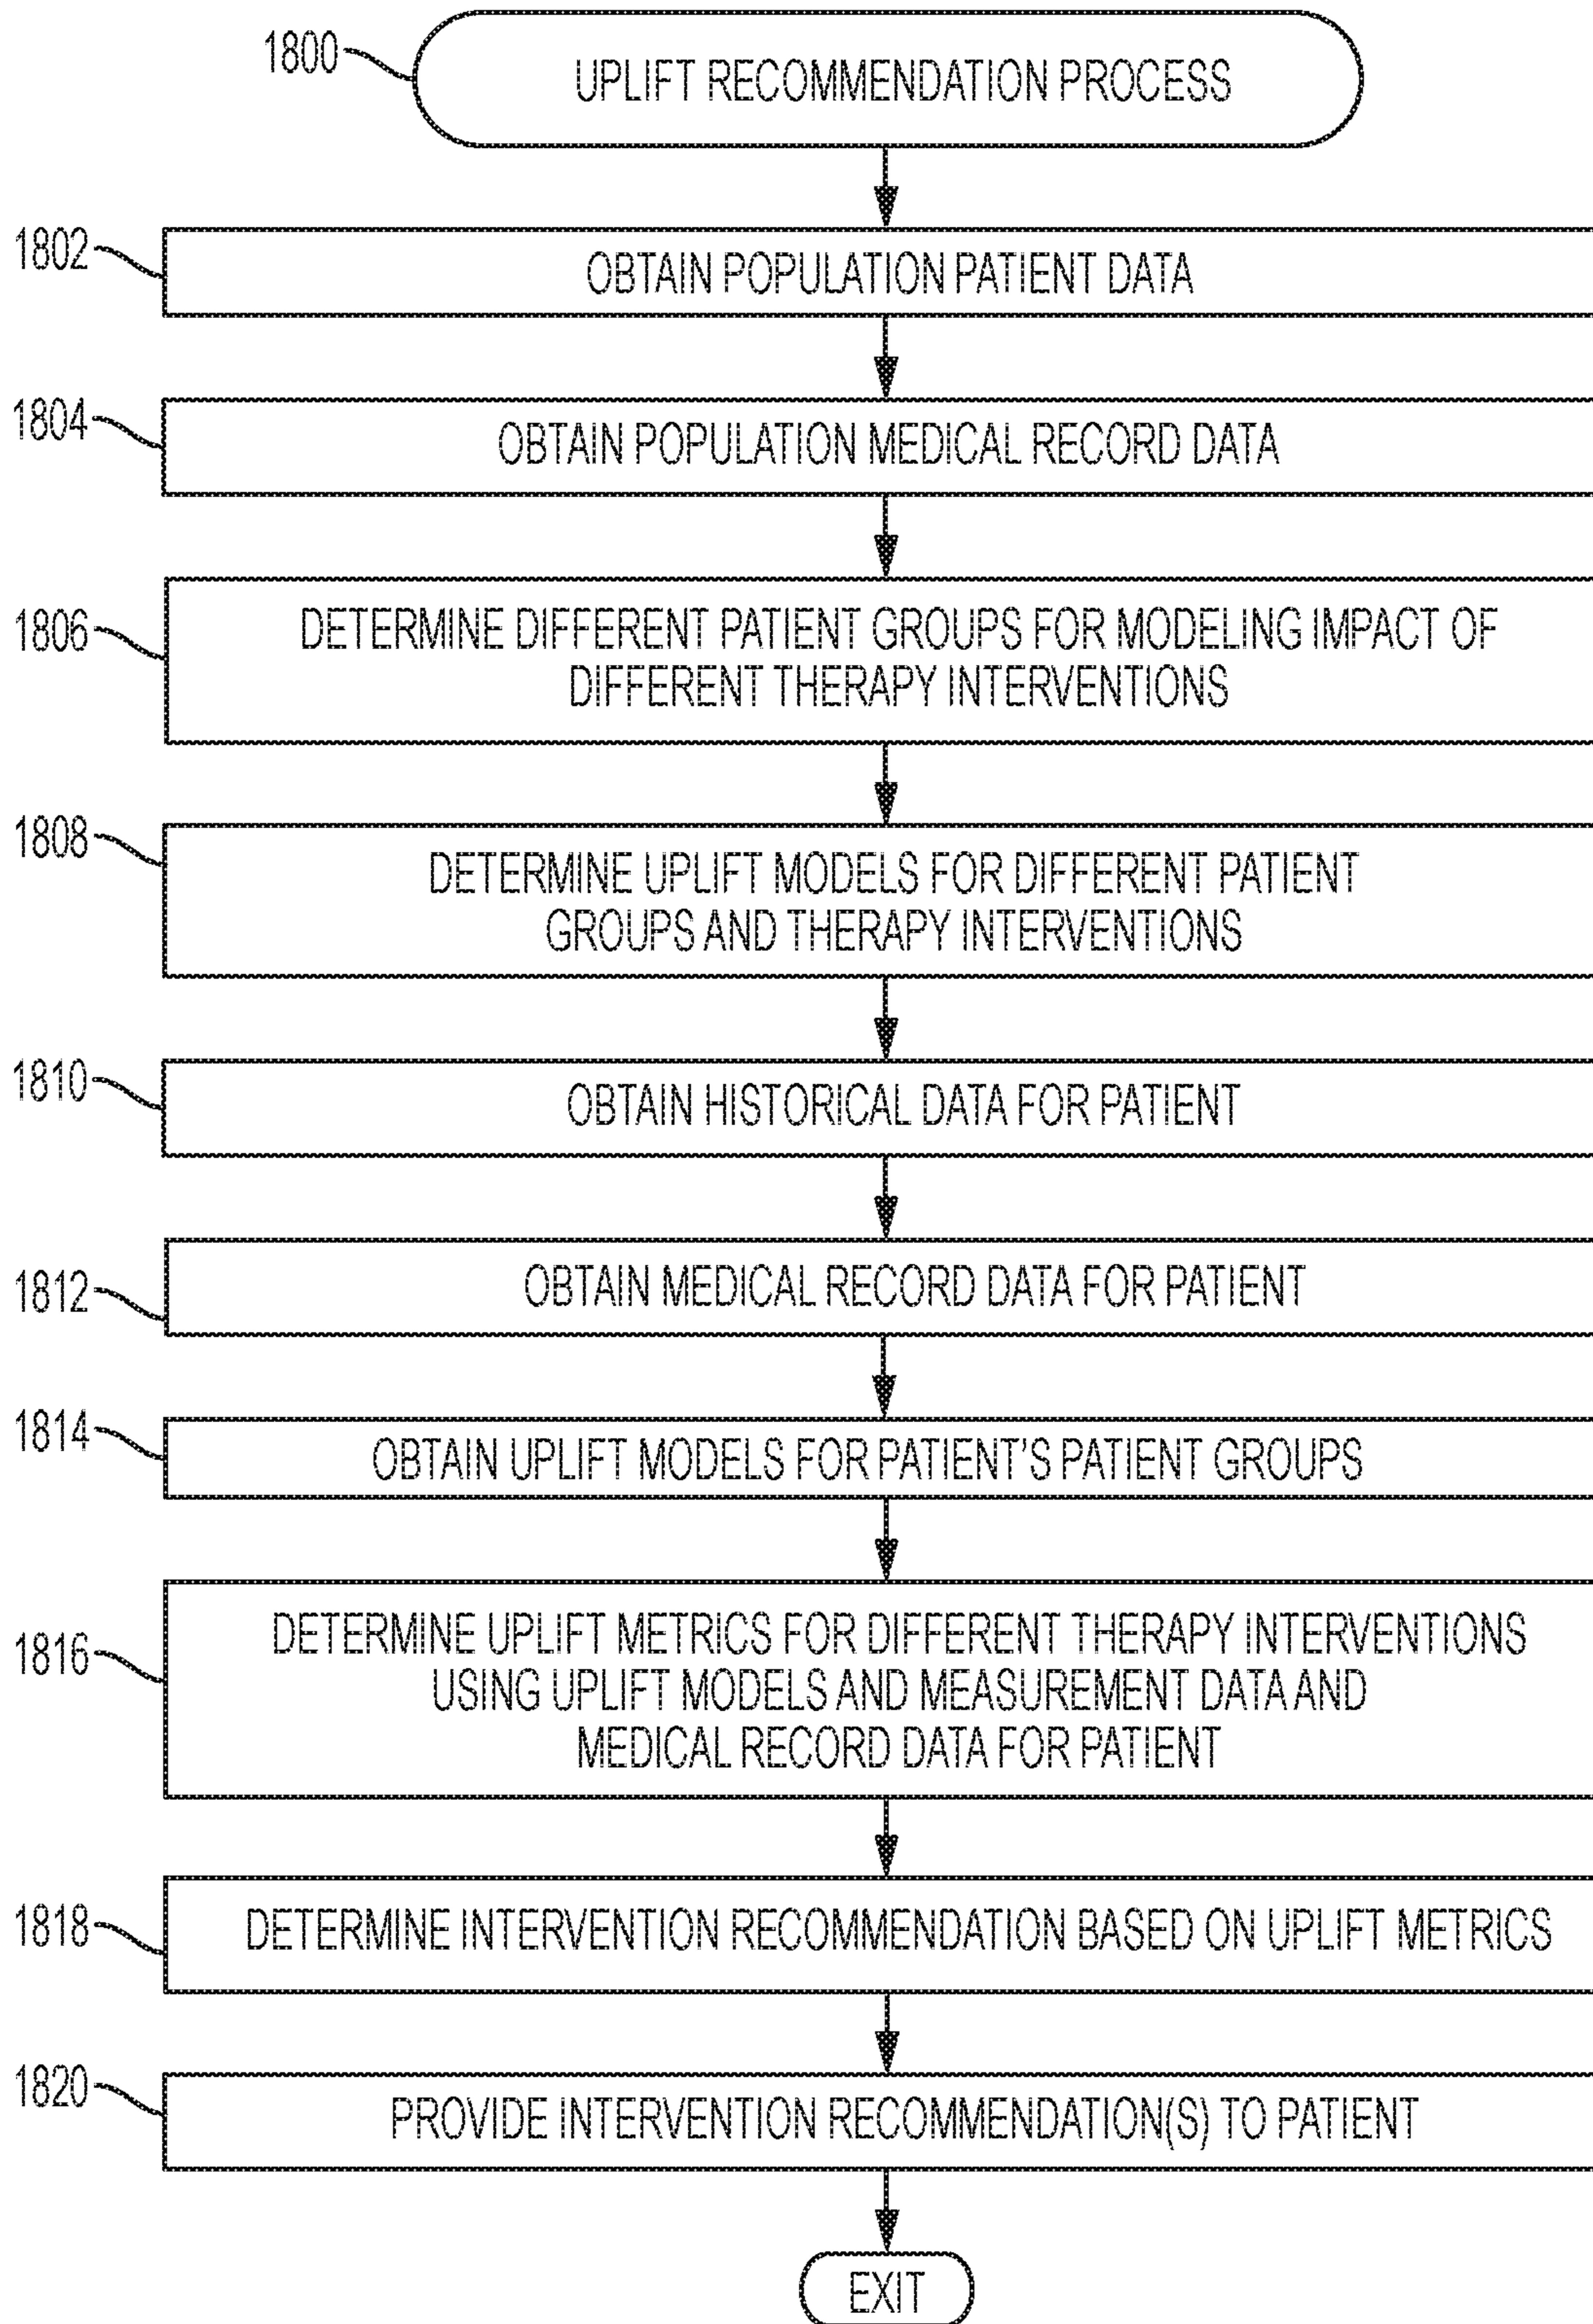 1800
UPLIFT RECOMMENDATION PROCESS
1802
OBTAIN POPULATION PATIENT DATA
1804
OBTAIN POPULATION MEDICAL RECORD DATA
1806
DETERMINE DIFFERENT PATIENT GROUPS FOR MODELING IMPACT OF
DIFFERENT THERAPY INTERVENTIONS
1808
DETERMINE UPLIFT MODELS FOR DIFFERENT PATIENT
GROUPS AND THERAPY INTERVENTIONS
1810
OBTAIN HISTORICAL DATA FOR PATIENT
1812
OBTAIN MEDICAL RECORD DATA FOR PATIENT
1814
OBTAIN UPLIFT MODELS FOR PATIENT'S PATIENT GROUPS
1816
DETERMINE UPLIFT METRICS FOR DIFFERENT THERAPY INTERVENTIONS
USING UPLIFT MODELS AND MEASUREMENT DATA AND
MEDICAL RECORD DATA FOR PATIENT
1818
DETERMINE INTERVENTION RECOMMENDATION BASED ON UPLIFT METRICS
1820
PROVIDE INTERVENTION RECOMMENDATION(S) TO PATIENT
EXIT